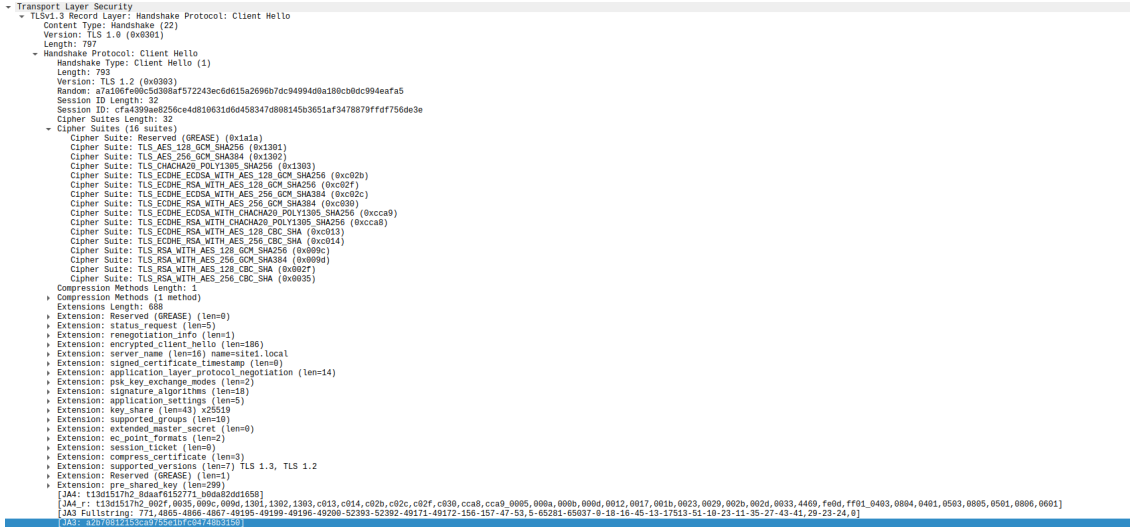 Transport Layer Security
TLSv1.3 Record Layer: Handshake Protocol: Client Hello
Content Type: Handshake (22)
Version: TLS 1.0 (0x0301)
Length: 797
Handshake Protocol: Client Hello
Handshake Type: Client Hello (1)
Length: 793
Version: TLS 1.2 (0x0303)
Random: a7a106fe00c5d308af572243ec6d615a2696b7dc94994d0a180cb0dc994eafa5
Session ID Length: 32
Session ID: cfa4399ae8256ce4d810631d6d458347d808145b3651af3478879ffdf756de3e
Cipher Suites Length: 32
Cipher Suites (16 suites)
Cipher Suite: Reserved (GREASE) (0x1a1a)
Cipher Suite: TLS_AES_128_GCM_SHA256 (0x1301)
Cipher Suite: TLS_AES_256_GCM_SHA384 (0x1302)
Cipher Suite: TLS_CHACHA20_POLY1305_SHA256 (0x1303)
Cipher Suite: TLS_ECDHE_ECDSA_WITH_AES_128_GCM_SHA256 (0xc02b)
Cipher Suite: TLS_ECDHE_RSA_WITH_AES_128_GCM_SHA256 (0xc02f)
Cipher Suite: TLS_ECDHE_ECDSA_WITH_AES_256_GCM_SHA384 (0xc02c)
Cipher Suite: TLS_ECDHE_RSA_WITH_AES_256_GCM_SHA384 (0xc030)
Cipher Suite: TLS_ECDHE_ECDSA_WITH_CHACHA20_POLY1305_SHA256 (0xcca9)
Cipher Suite: TLS_ECDHE_RSA_WITH_CHACHA20_POLY1305_SHA256 (0xcca8)
Cipher Suite: TLS_ECDHE_RSA_WITH_AES_128_CBC_SHA (0xc013)
Cipher Suite: TLS_ECDHE_RSA_WITH_AES_256_CBC_SHA (0xc014)
Cipher Suite: TLS_RSA_WITH_AES_128_GCM_SHA256 (0x009c)
Cipher Suite: TLS_RSA_WITH_AES_256_GCM_SHA384 (0x009d)
Cipher Suite: TLS_RSA_WITH_AES_128_CBC_SHA (0x002f)
Cipher Suite: TLS_RSA_WITH_AES_256_CBC_SHA (0x0035)
Compression Methods Length: 1
Compression Methods (1 method)
Extensions Length: 688
Extension: Reserved (GREASE) (len=0)
Extension: status_request (len=5)
Extension: renegotiation_info (len=1)
Extension: encrypted_client_hello (len=186)
Extension: server_name (len=16) name=site1.local
Extension: signed_certificate_timestamp (len=0)
Extension: application_layer_protocol_negotiation (len=14)
Extension: psk_key_exchange_modes (len=2)
Extension: signature_algorithms (len=18)
Extension: application_settings (len=5)
Extension: key_share (len=43) x25519
Extension: supported_groups (len=10)
Extension: extended_master_secret (len=0)
Extension: ec_point_formats (len=2)
Extension: session_ticket (len=0)
Extension: compress_certificate (len=3)
Extension: supported_versions (len=7) TLS 1.3, TLS 1.2
Extension: Reserved (GREASE) (len=1)
Extension: pre_shared_key (len=299)
[JA4: t13d1517h2_8daaf6152771_b0da82dd1658]
[JA4_r: t13d1517h2_002f,0035,009c,009d,1301,1302,1303,c013,c014,c02b,c02c,c02f,c030,cca8,cca9_0005,000a,000b,000d,0012,0017,001b,0023,0029,002b,002d,0033,4469,fe0d,ff01_0403,0804,0401,0503,0805,0501,0806,0601]
[JA3 Fullstring: 771,4865-4866-4867-49195-49199-49196-49200-52393-52392-49171-49172-156-157-47-53,5-65281-65037-0-18-16-45-13-17513-51-10-23-11-35-27-43-41,29-23-24,0]
[JA3: a2b70812153ca9755e1bfc04748b3150]